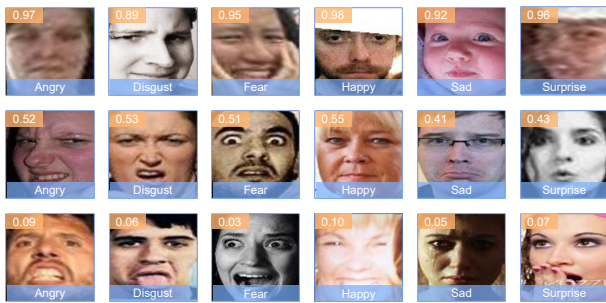 0.97 0.89 0.95 0.98 0.92 0.96
Angry Disgust Fear Happy Sad Surprise
0.52 0.53 0.51 0.55 0.41 0.43
Angry Disgust Fear Happy Sad Surprise
0.09 0.06 0.03 0.10 0.05 0.07
Angry Disgust Fear Happy Sad Surprise